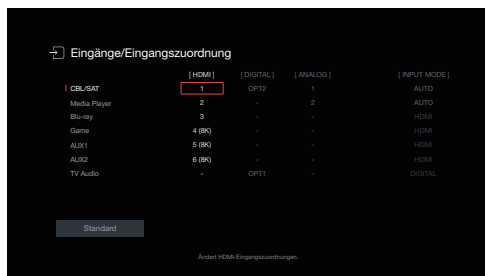 Eingänge/Eingangszuordnung
[ HDMI ] [ DIGITAL ] [ ANALOG ] [ INPUT MODE ]
CBL/SAT 1 OPT2 1 AUTO
Media Player 2 - 2 AUTO
Blu-ray 3 - - HDMI
Game 4 (8K) - - HDMI
AUX1 5 (8K) - - HDMI
AUX2 6 (8K) - - HDMI
TV Audio - OPT1 - DIGITAL
Standard
Ändert HDMI-Eingangszuordnungen.